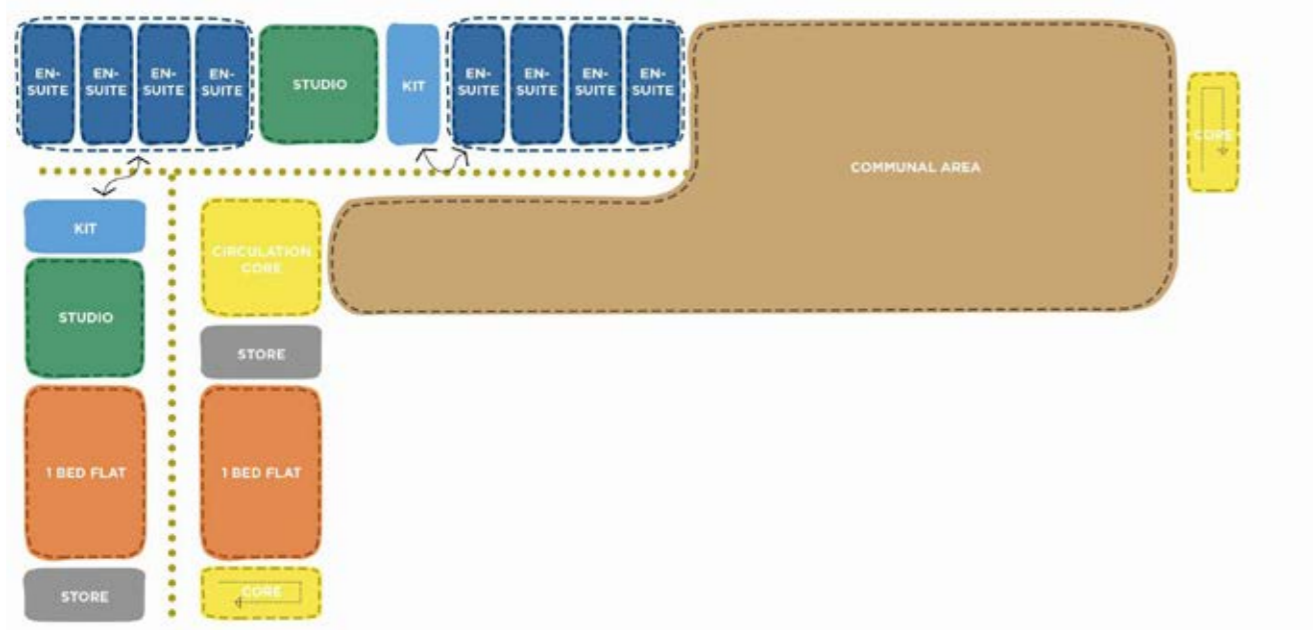 EN-
SUITE
EN-
SUITE
EN-
SUITE
EN-
SUITE
STUDIO
KIT
EN-
SUITE
EN-
SUITE
EN-
SUITE
EN-
SUITE
COMMUNAL AREA
CORE
KIT
CIRCULATION
CORE
STUDIO
STORE
1 BED FLAT
1 BED FLAT
STORE
CORE